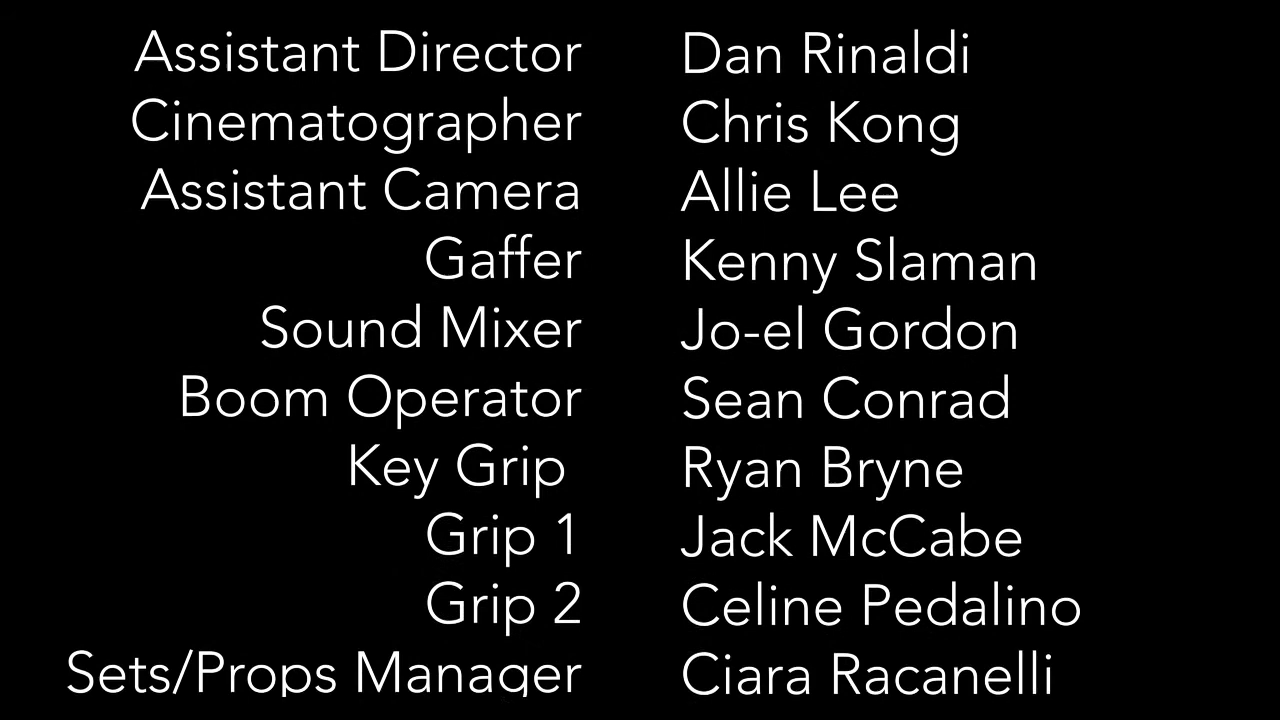 Assistant Director Dan Rinaldi
Cinematographer Chris Kong
Assistant Camera Allie Lee
Gaffer Kenny Slaman
Sound Mixer Jo-el Gordon
Boom Operator Sean Conrad
Key Grip Ryan Bryne
Grip 1 Jack McCabe
Grip 2 Celine Pedalino
Sets/Props Manager Ciara Racanelli